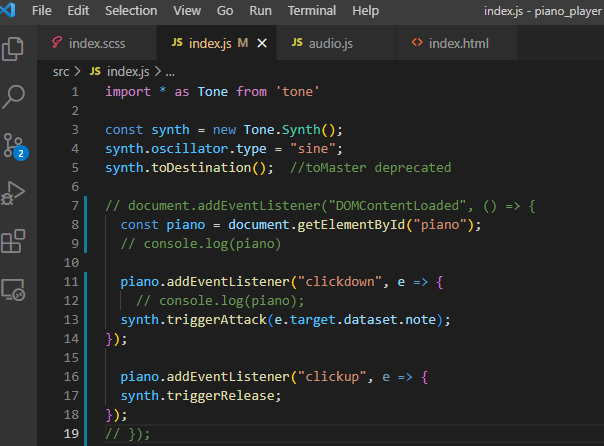 File Edit Selection View Go Run Terminal Help index.js - piano_player
index.scss JS index.js M JS audio.js <> index.html
src > JS index.js > ...
1 import * as Tone from 'tone'
2
3 const synth = new Tone.Synth();
4 synth.oscillator.type = "sine";
5 synth.toDestination();  //toMaster deprecated
6
7 // document.addEventListener("DOMContentLoaded", () => {
8   const piano = document.getElementById("piano");
9   // console.log(piano)
10
11   piano.addEventListener("clickdown", e => {
12     // console.log(piano);
13   synth.triggerAttack(e.target.dataset.note);
14 });
15
16   piano.addEventListener("clickup", e => {
17   synth.triggerRelease;
18 });
19 // });
2